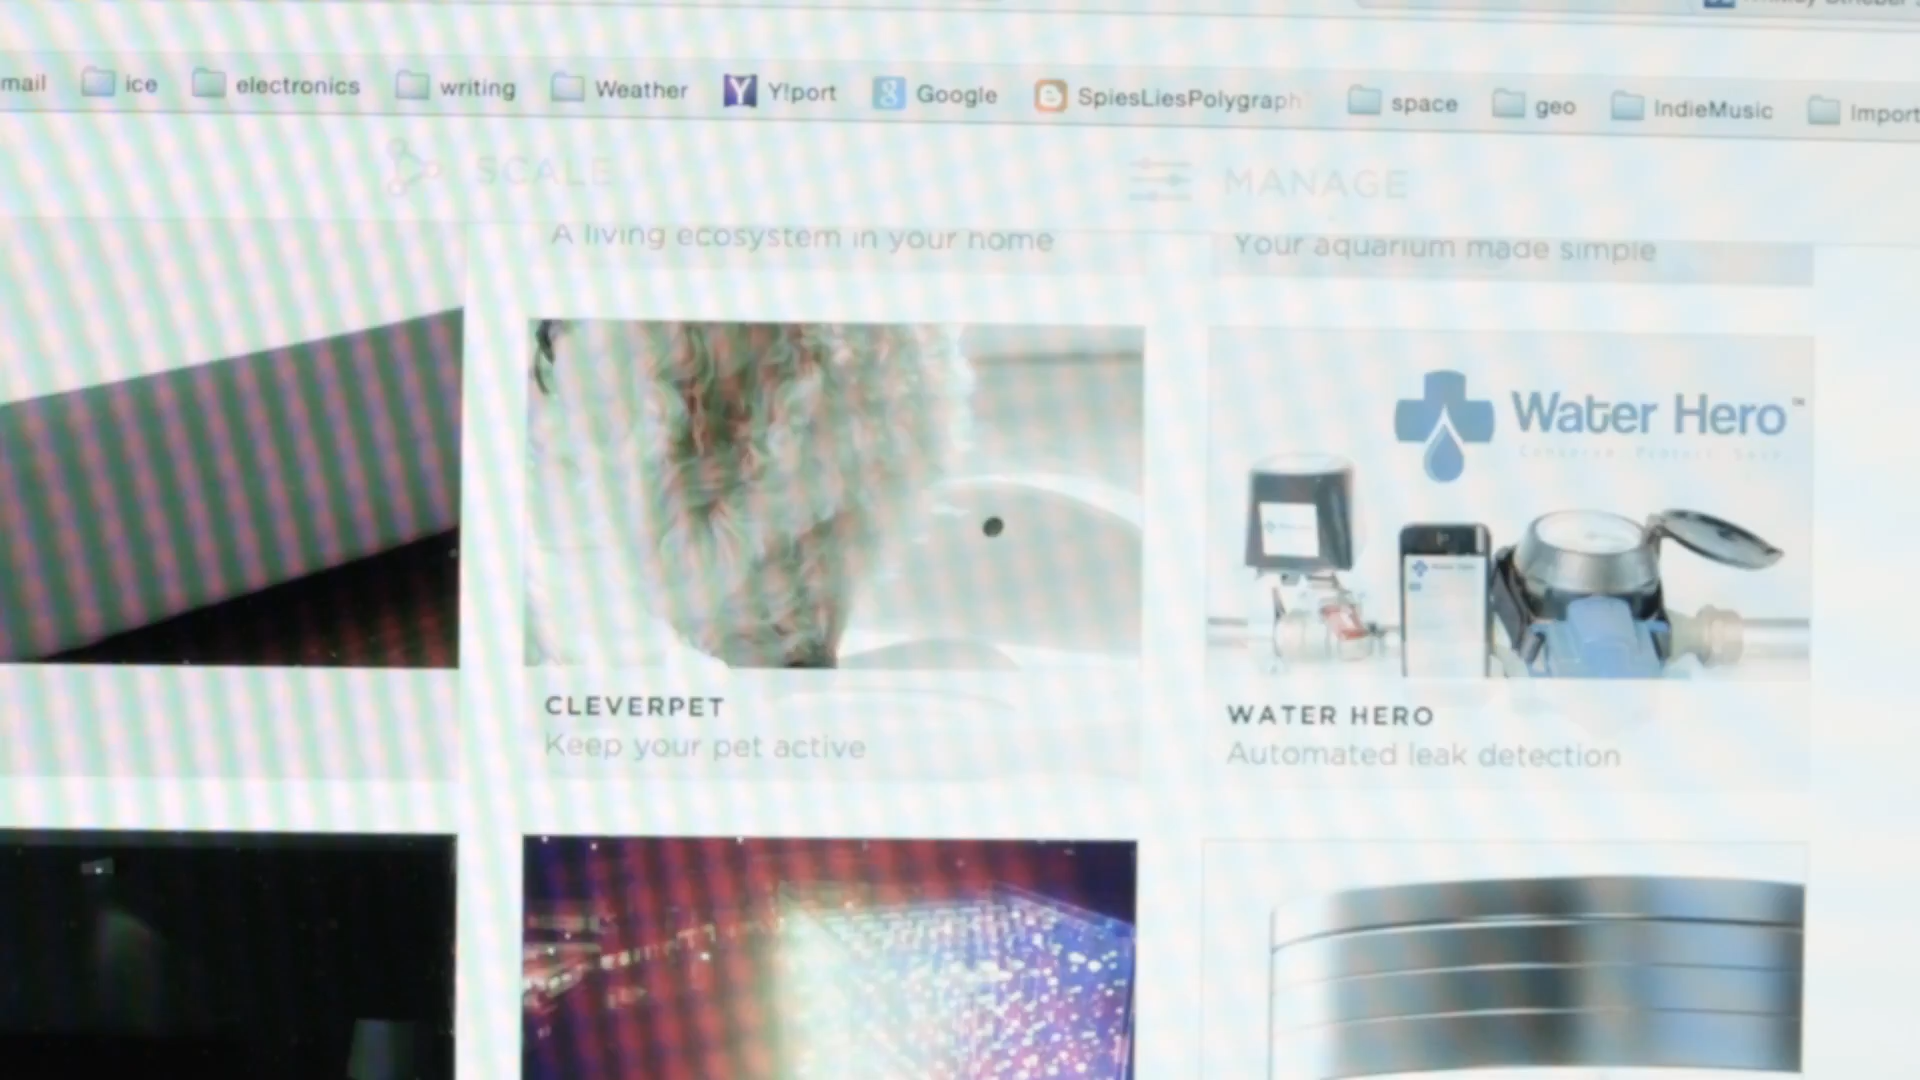 mail ice electronics writing Weather Y!port Google SpiesLiesPolygraph space geo IndieMusic Import
SCALE
MANAGE
A living ecosystem in your home
Your aquarium made simple
Water Hero™
CLEVERPET
Keep your pet active
WATER HERO
Automated leak detection